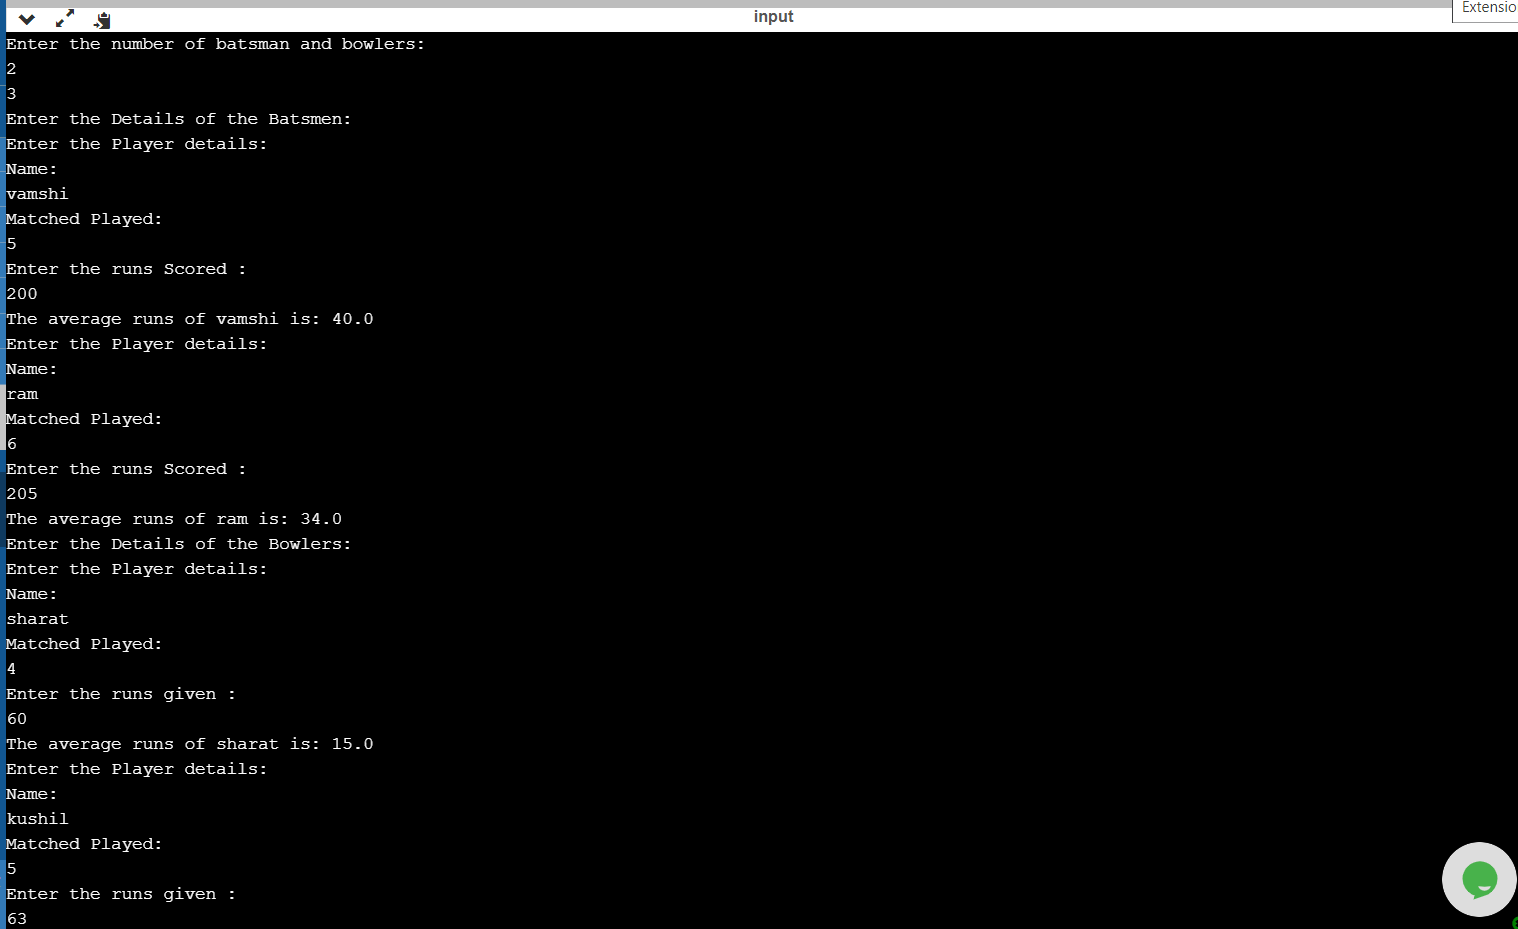 input
Extensio
Enter the number of batsman and bowlers:
2
3
Enter the Details of the Batsmen:
Enter the Player details:
Name:
vamshi
Matched Played:
5
Enter the runs Scored :
200
The average runs of vamshi is: 40.0
Enter the Player details:
Name:
ram
Matched Played:
6
Enter the runs Scored :
205
The average runs of ram is: 34.0
Enter the Details of the Bowlers:
Enter the Player details:
Name:
sharat
Matched Played:
4
Enter the runs given :
60
The average runs of sharat is: 15.0
Enter the Player details:
Name:
kushil
Matched Played:
5
Enter the runs given :
63